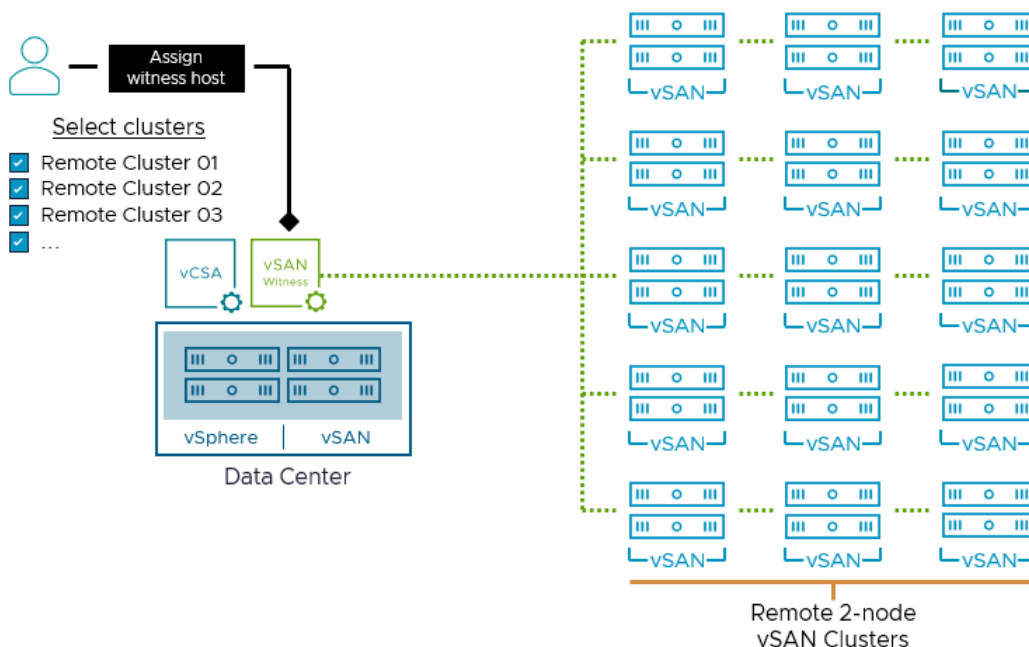 Assign
witness host
Select clusters
Remote Cluster 01
Remote Cluster 02
Remote Cluster 03
...
vCSA
vSAN
Witness
vSphere
vSAN
Data Center
vSAN vSAN vSAN
vSAN vSAN vSAN
vSAN vSAN vSAN
vSAN vSAN vSAN
vSAN vSAN vSAN
Remote 2-node
vSAN Clusters